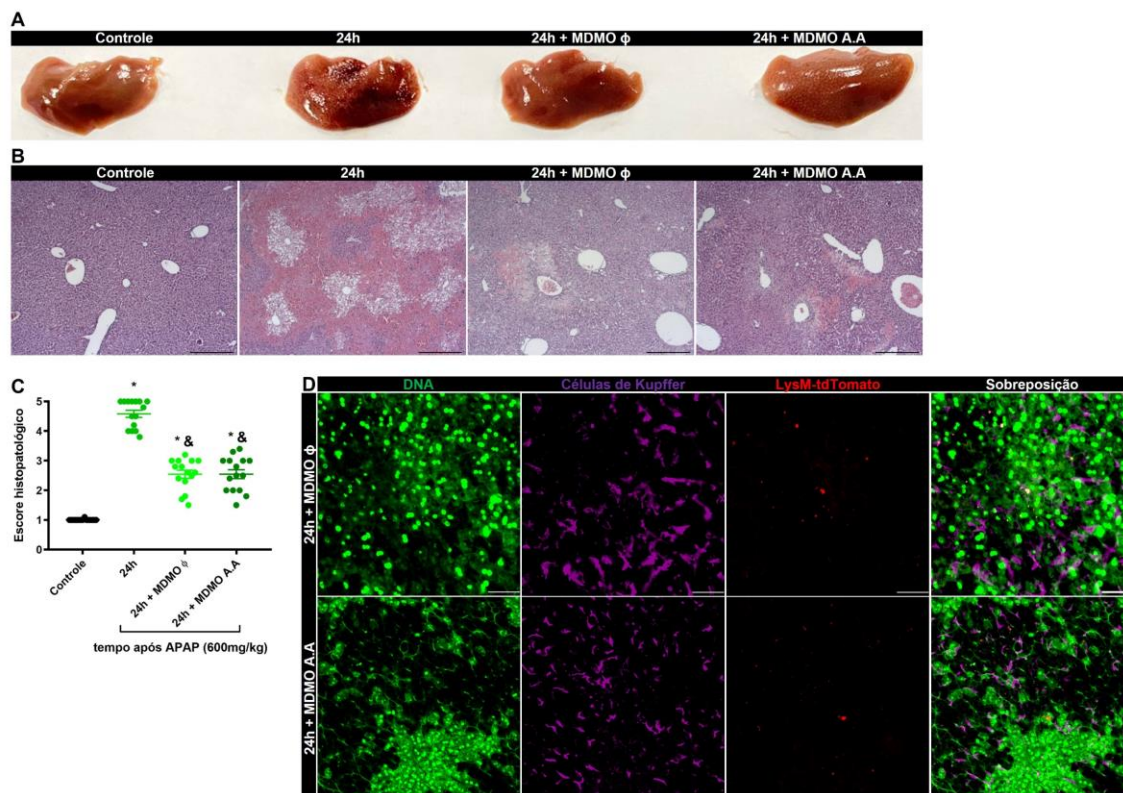 A
Controle 24h 24h + MDMO ϕ 24h + MDMO A.A
B
Controle 24h 24h + MDMO ϕ 24h + MDMO A.A
C
Escore histopatológico
5
4
3
2
1
0
*
* &
* &
Controle
24h
24h + MDMO ϕ
24h + MDMO A.A
tempo após APAP (600mg/kg)
D
DNA Células de Kupffer LysM-tdTomato Sobreposição
24h + MDMO ϕ
24h + MDMO A.A